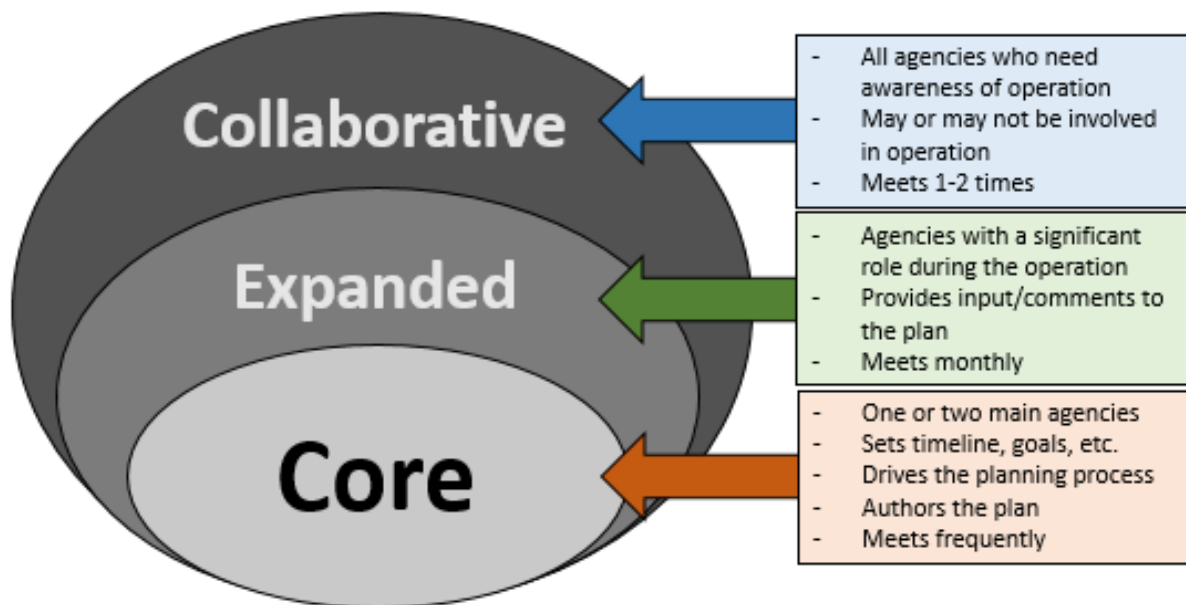 Collaborative
- All agencies who need
awareness of operation
- May or may not be involved
in operation
- Meets 1-2 times
Expanded
- Agencies with a significant
role during the operation
- Provides input/comments to
the plan
- Meets monthly
Core
- One or two main agencies
- Sets timeline, goals, etc.
- Drives the planning process
- Authors the plan
- Meets frequently